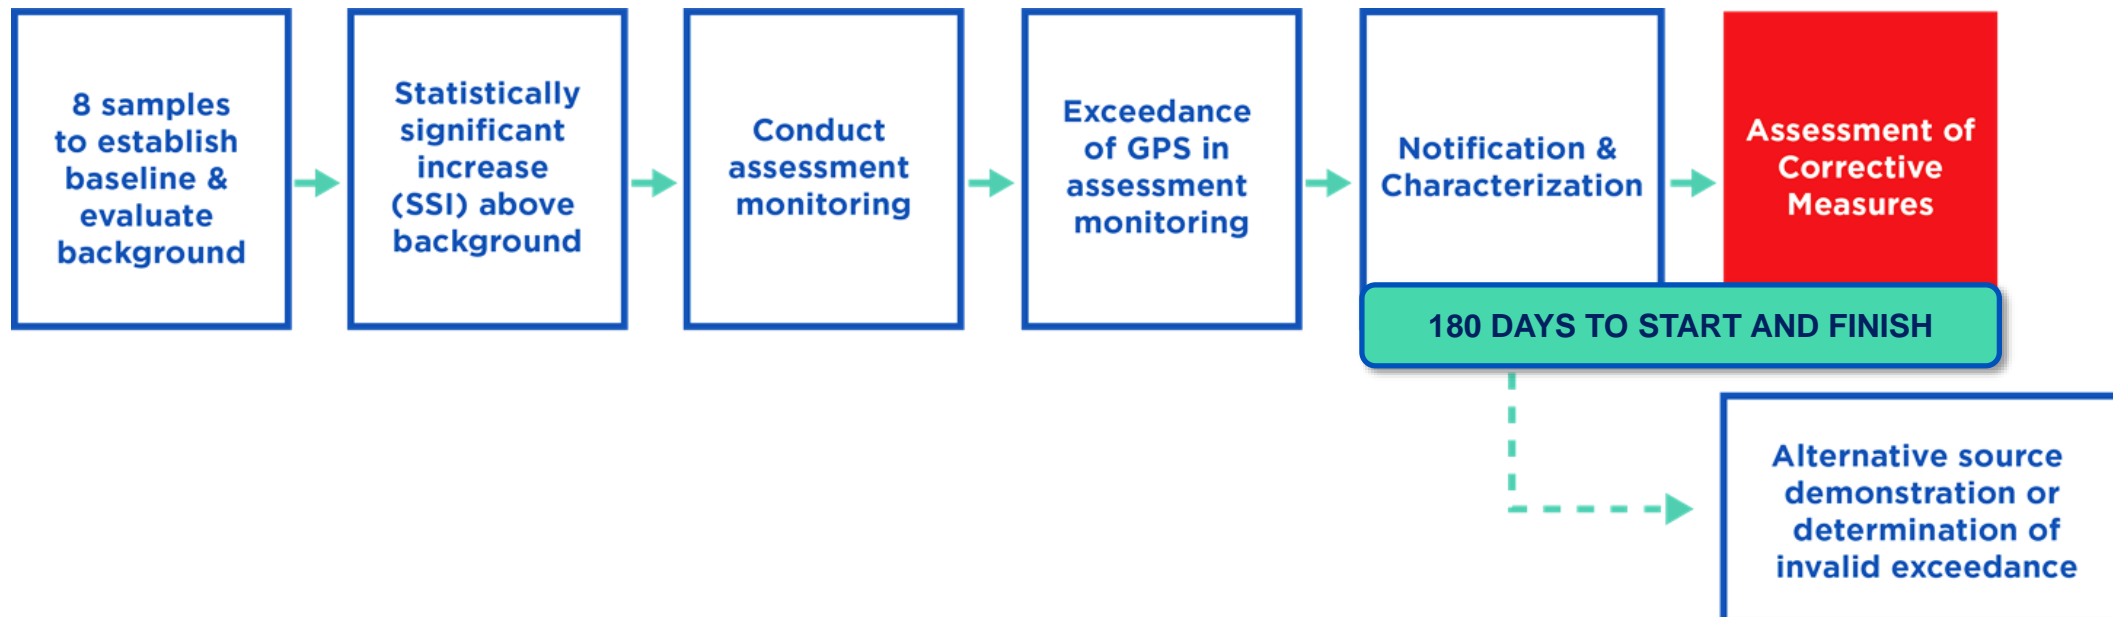 8 samples
to establish
baseline &
evaluate
background
Statistically
significant
increase
(SSI) above
background
Conduct
assessment
monitoring
Exceedance
of GPS in
assessment
monitoring
Notification &
Characterization
Assessment of
Corrective
Measures
180 DAYS TO START AND FINISH
Alternative source
demonstration or
determination of
invalid exceedance